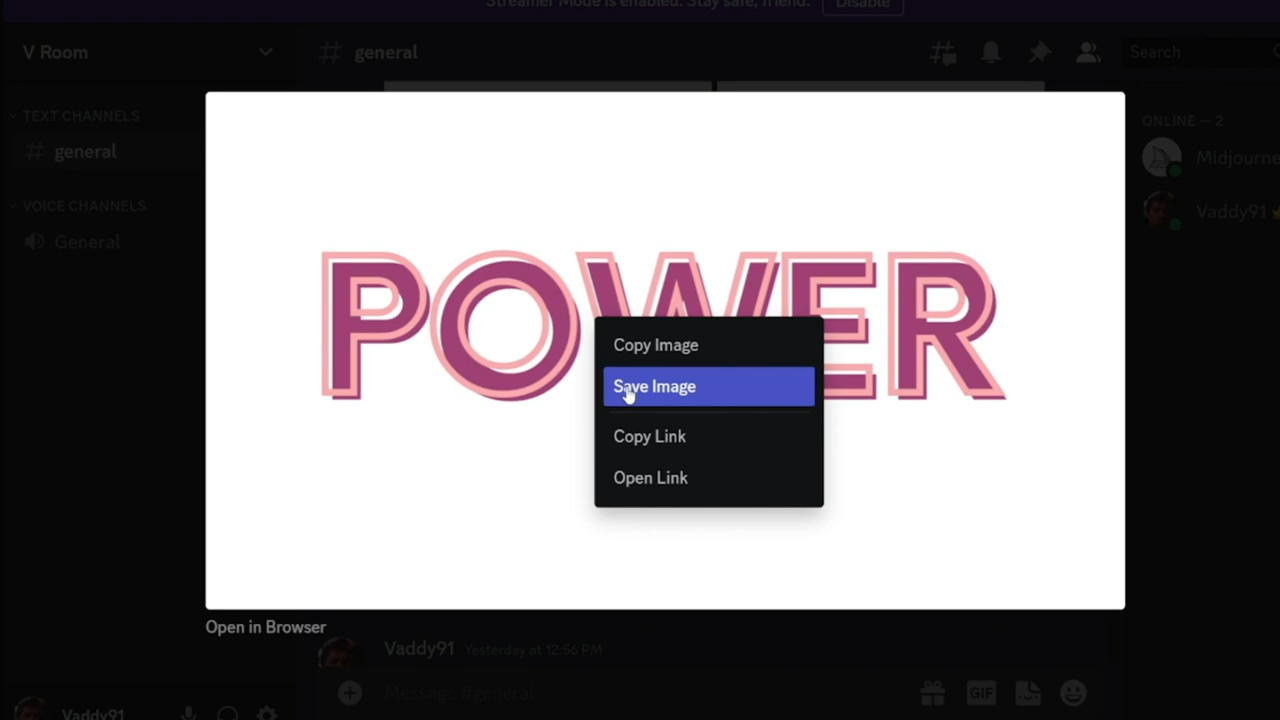 Streamer Mode is enabled. Stay safe, friend.
Disable
V Room
general
Search
TEXT CHANNELS
general
VOICE CHANNELS
General
ONLINE — 2
Midjourne
Vaddy91
POWER
Copy Image
Save Image
Copy Link
Open Link
Open in Browser
Vaddy91 Yesterday at 12:56 PM
Message #general
GIF
Vaddy91